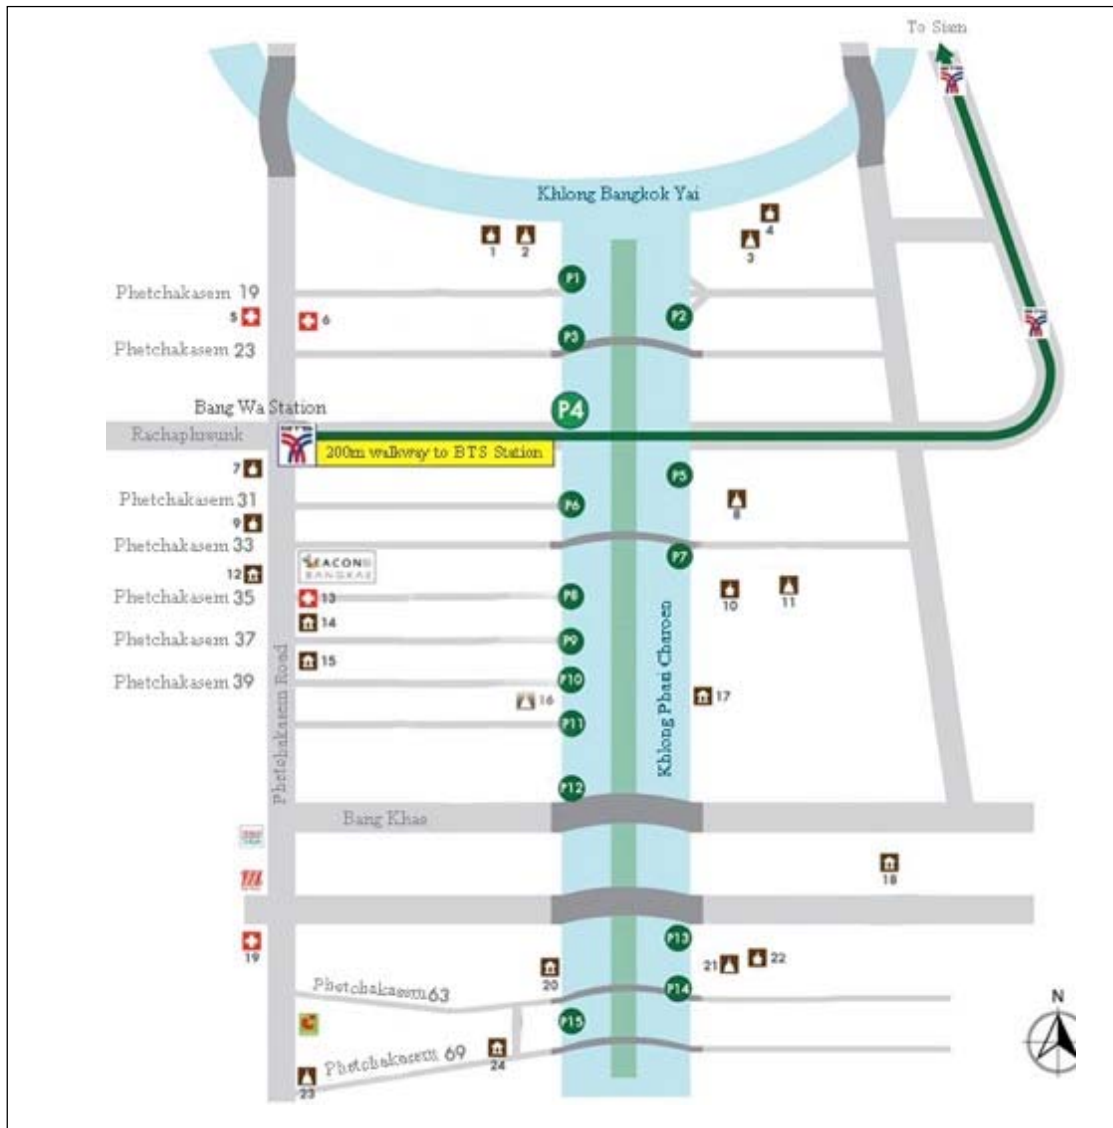 To Siam
Khlong Bangkok Yai
1
2
3
4
P1
Phetchakasem 19
P2
5
6
P3
Phetchakasem 23
Bang Wa Station
P4
Rachaphruunk
200m walkway to BTS Station
7
P5
Phetchakasem 31
P6
8
9
Phetchakasem 33
P7
SEACON
BANGKAE
12
Phetchakasem 35
13
P8
10
11
14
Phetchakasem 37
P9
15
Phetchakasem 39
P10
16
17
P11
Phetchakasem Road
Khlong Phasi Charoen
P12
Bang Khae
18
19
P13
21
22
20
Phetchakasem 63
P14
P15
Phetchakasem 69
24
23
N